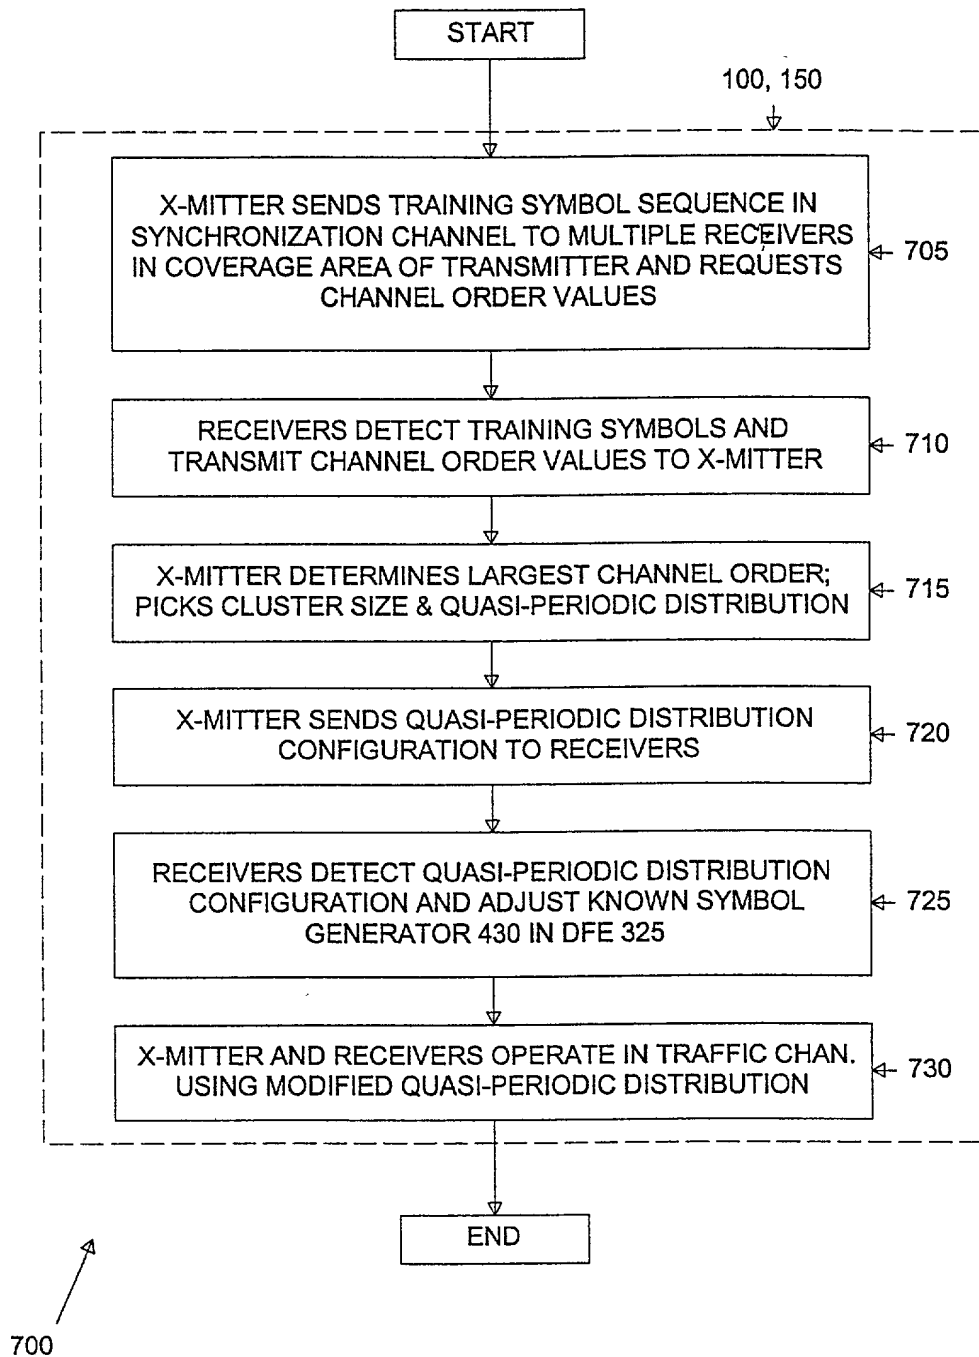 START
100, 150
X-MITTER SENDS TRAINING SYMBOL SEQUENCE IN
SYNCHRONIZATION CHANNEL TO MULTIPLE RECEIVERS
IN COVERAGE AREA OF TRANSMITTER AND REQUESTS
CHANNEL ORDER VALUES
705
RECEIVERS DETECT TRAINING SYMBOLS AND
TRANSMIT CHANNEL ORDER VALUES TO X-MITTER
710
X-MITTER DETERMINES LARGEST CHANNEL ORDER;
PICKS CLUSTER SIZE & QUASI-PERIODIC DISTRIBUTION
715
X-MITTER SENDS QUASI-PERIODIC DISTRIBUTION
CONFIGURATION TO RECEIVERS
720
RECEIVERS DETECT QUASI-PERIODIC DISTRIBUTION
CONFIGURATION AND ADJUST KNOWN SYMBOL
GENERATOR 430 IN DFE 325
725
X-MITTER AND RECEIVERS OPERATE IN TRAFFIC CHAN.
USING MODIFIED QUASI-PERIODIC DISTRIBUTION
730
END
700